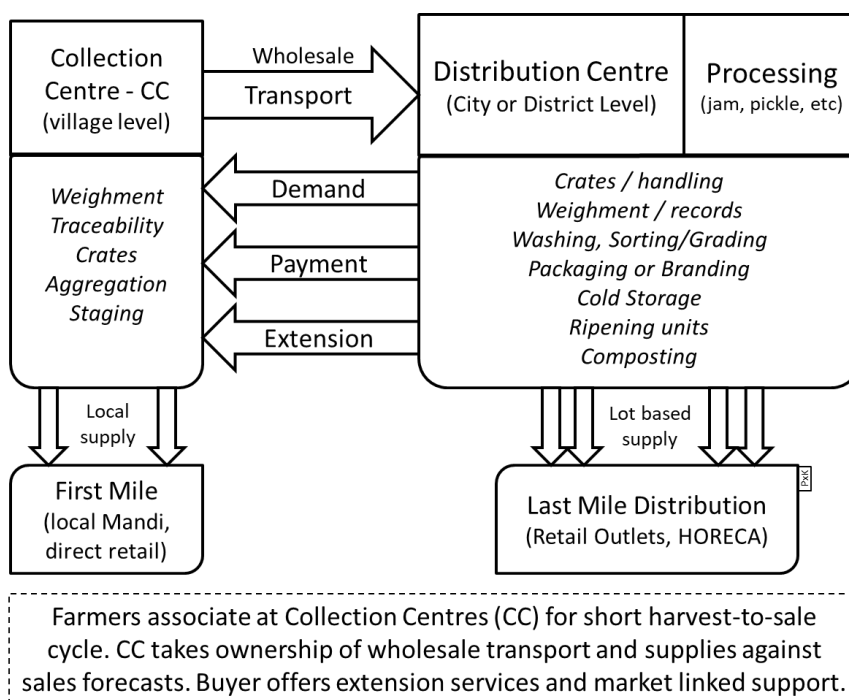 Collection
Centre - CC
(village level)
Wholesale
Transport
Distribution Centre
(City or District Level)
Processing
(jam, pickle, etc)
Weighment
Traceability
Crates
Aggregation
Staging
Demand
Payment
Extension
Crates / handling
Weighment / records
Washing, Sorting/Grading
Packaging or Branding
Cold Storage
Ripening units
Composting
Local
supply
Lot based
supply
First Mile
(local Mandi,
direct retail)
Last Mile Distribution
(Retail Outlets, HORECA)
PxK
Farmers associate at Collection Centres (CC) for short harvest-to-sale
cycle. CC takes ownership of wholesale transport and supplies against
sales forecasts. Buyer offers extension services and market linked support.